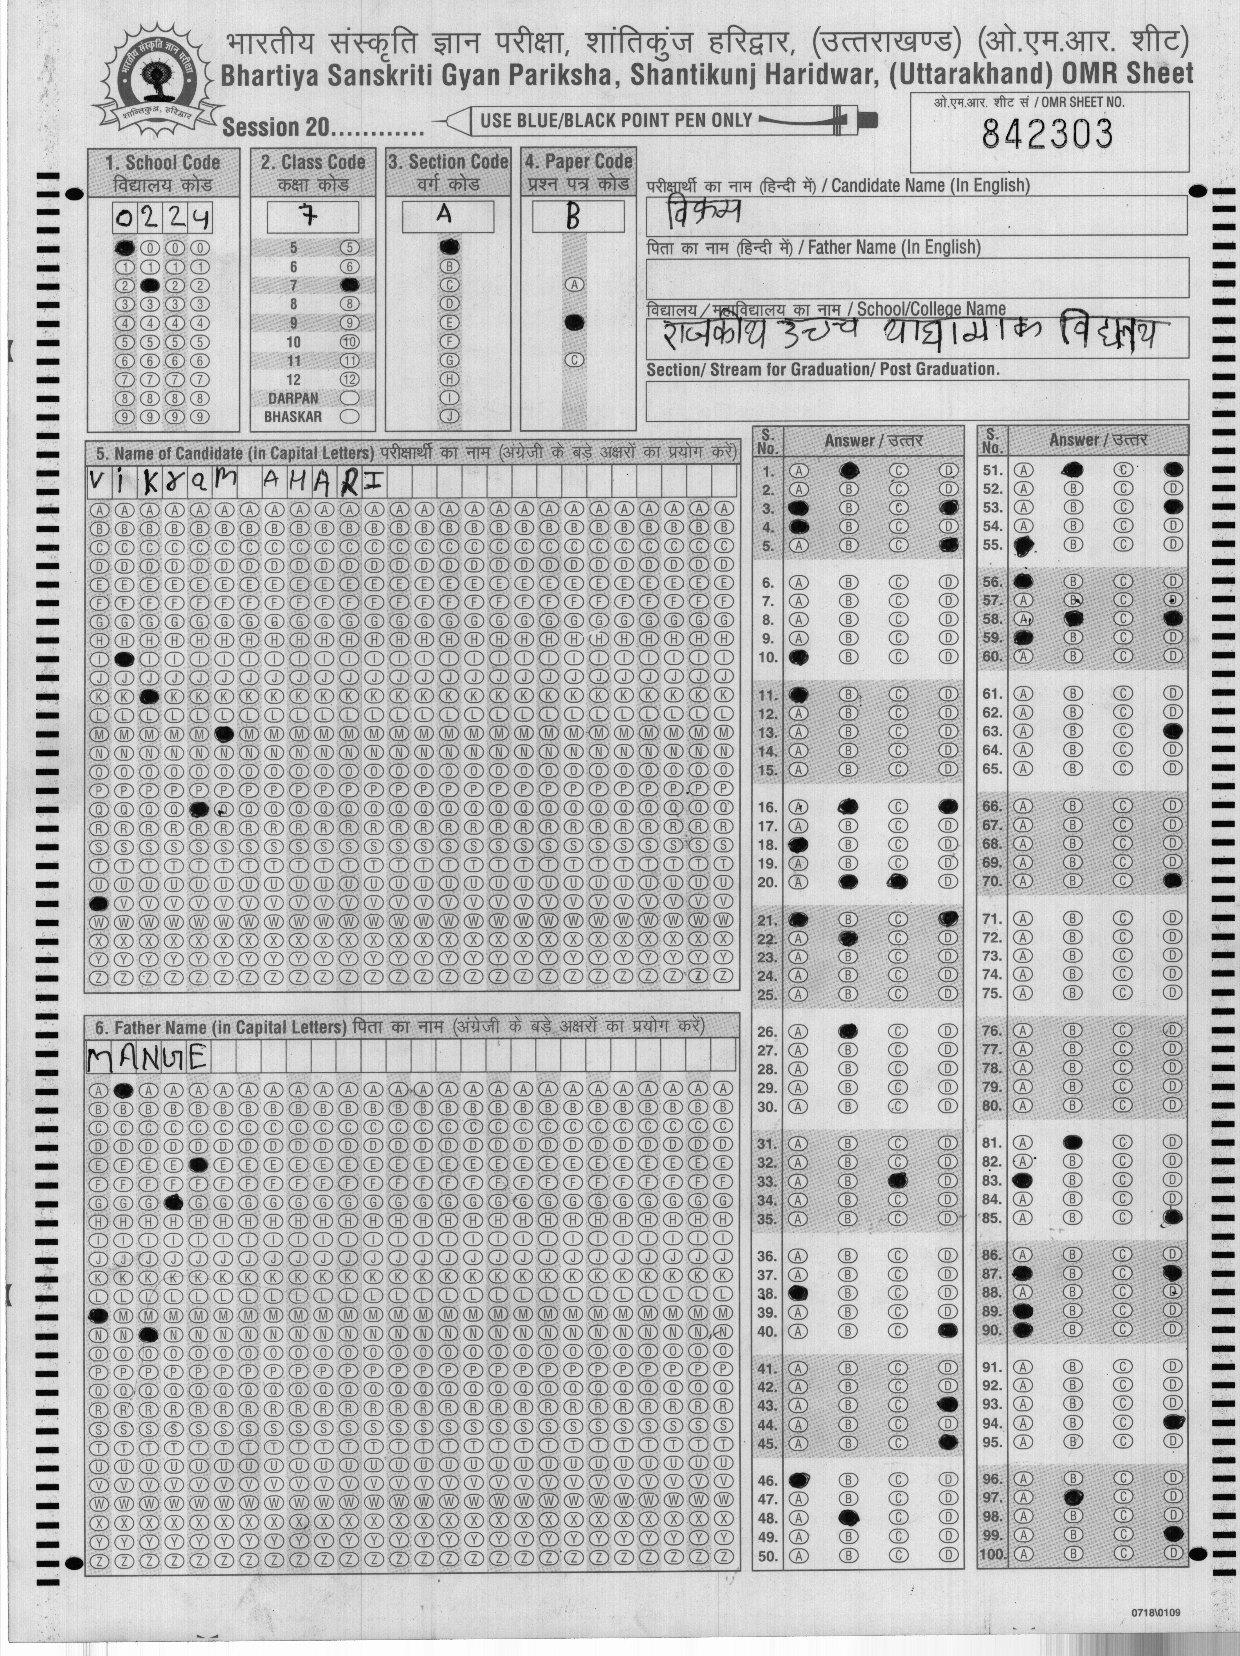 भारतीय संस्कृति ज्ञान परीक्षा, शांतिकुंज हरिद्वार, (उत्तराखण्ड) (ओ.एम.आर. शीट)
Bhartiya Sanskriti Gyan Pariksha, Shantikunj Haridwar, (Uttarakhand) OMR Sheet
Session 20............
USE BLUE/BLACK POINT PEN ONLY
ओ.एम.आर. शीट सं / OMR SHEET NO.
842303
1. School Code
विद्यालय कोड
0224
2. Class Code
कक्षा कोड
7
5
6
7
8
9
10
11
12
DARPAN
BHASKAR
3. Section Code
वर्ग कोड
A
4. Paper Code
प्रश्न पत्र कोड
B
परीक्षार्थी का नाम (हिन्दी में) / Candidate Name (In English)
विक्रम
पिता का नाम (हिन्दी में) / Father Name (In English)
विद्यालय / महाविद्यालय का नाम / School/College Name
राजकीय उच्च
Section/ Stream for Graduation/ Post Graduation.
5. Name of Candidate (in Capital Letters) परीक्षार्थी का नाम (अंग्रेजी के बड़े अक्षरों का प्रयोग करें)
Vikram AHARI
6. Father Name (in Capital Letters) पिता का नाम (अंग्रेजी के बड़े अक्षरों का प्रयोग करें)
MANGE
S. No. Answer / उत्तर
S. No. Answer / उत्तर
0718\0109